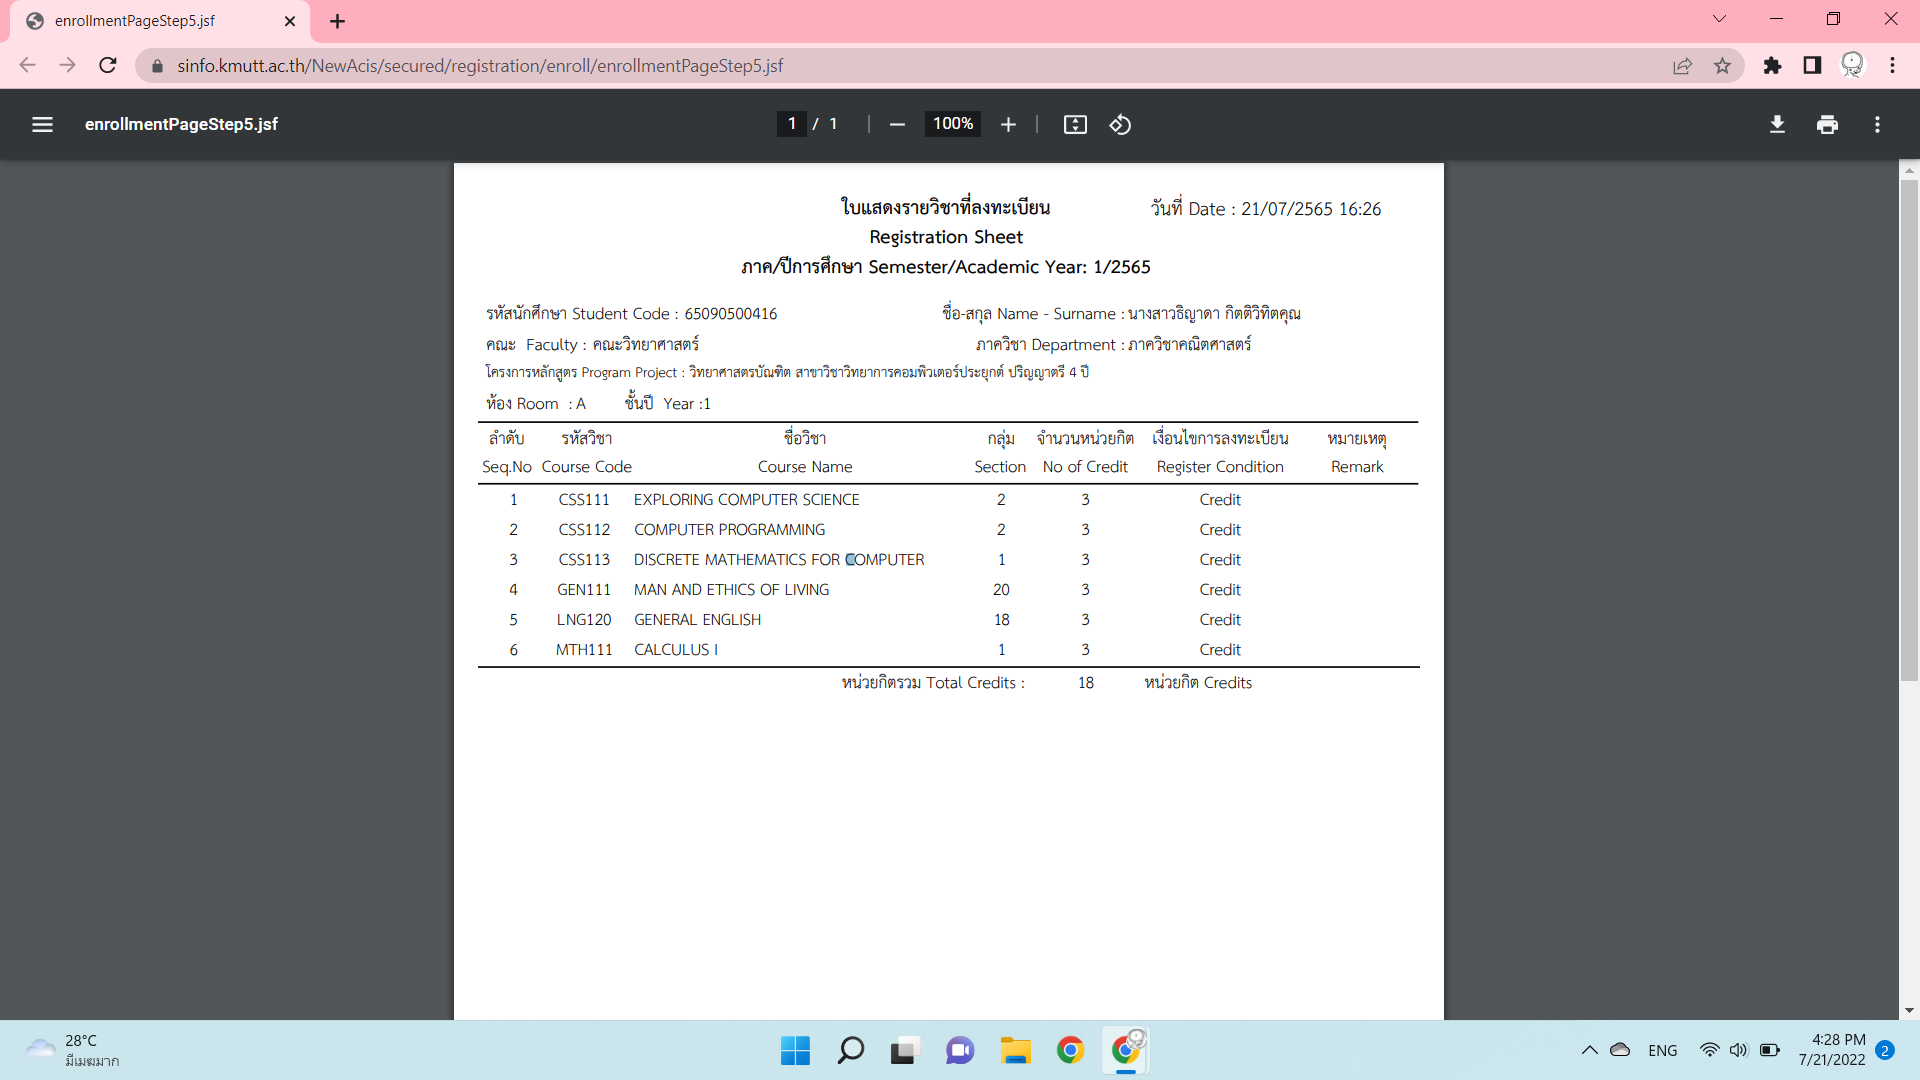 enrollmentPageStep5.jsf
sinfo.kmutt.ac.th/NewAcis/secured/registration/enroll/enrollmentPageStep5.jsf
enrollmentPageStep5.jsf 1 / 1 100%
ใบแสดงรายวิชาที่ลงทะเบียน วันที่ Date : 21/07/2565 16:26
Registration Sheet
ภาค/ปีการศึกษา Semester/Academic Year: 1/2565
รหัสนักศึกษา Student Code : 65090500416 ชื่อ-สกุล Name - Surname : นางสาวธิญาดา กิตติวิทิตคุณ
คณะ Faculty : คณะวิทยาศาสตร์ ภาควิชา Department : ภาควิชาคณิตศาสตร์
โครงการหลักสูตร Program Project : วิทยาศาสตรบัณฑิต สาขาวิชาวิทยาการคอมพิวเตอร์ประยุกต์ ปริญญาตรี 4 ปี
ห้อง Room : A ชั้นปี Year :1
ลำดับ รหัสวิชา ชื่อวิชา กลุ่ม จำนวนหน่วยกิต เงื่อนไขการลงทะเบียน หมายเหตุ
Seq.No Course Code Course Name Section No of Credit Register Condition Remark
1 CSS111 EXPLORING COMPUTER SCIENCE 2 3 Credit
2 CSS112 COMPUTER PROGRAMMING 2 3 Credit
3 CSS113 DISCRETE MATHEMATICS FOR COMPUTER 1 3 Credit
4 GEN111 MAN AND ETHICS OF LIVING 20 3 Credit
5 LNG120 GENERAL ENGLISH 18 3 Credit
6 MTH111 CALCULUS I 1 3 Credit
หน่วยกิตรวม Total Credits : 18 หน่วยกิต Credits
28°C
มีเมฆมาก
ENG
4:28 PM
7/21/2022 2